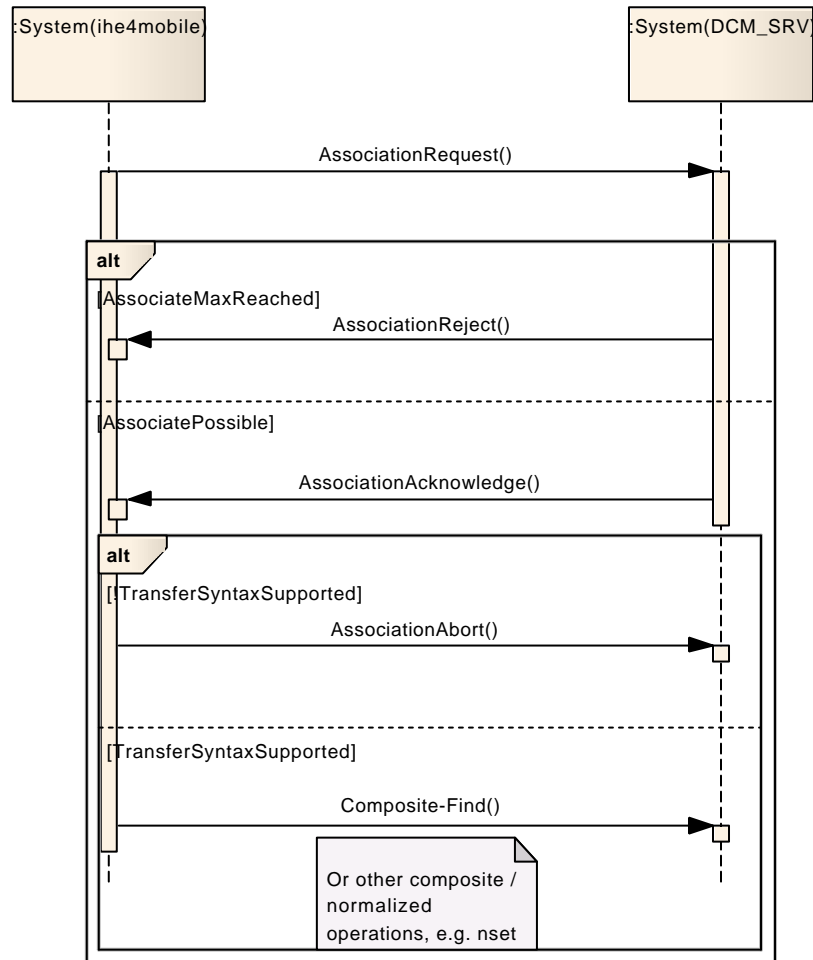 :System(ihe4mobile)
:System(DCM_SRV)
AssociationRequest()
alt
[AssociateMaxReached]
AssociationReject()
[AssociatePossible]
AssociationAcknowledge()
alt
[!TransferSyntaxSupported]
AssociationAbort()
[TransferSyntaxSupported]
Composite-Find()
Or other composite /
normalized
operations, e.g. nset